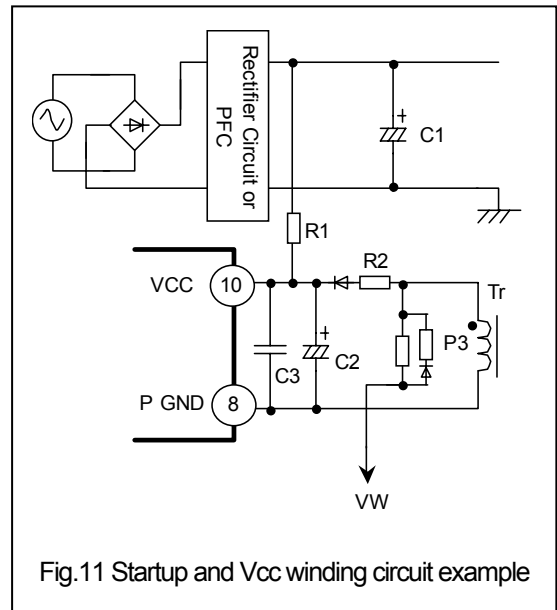 Rectifier Circuit or
PFC
+
C1
R1
VCC
10
R2
Tr
+
P3
C3
C2
P GND
8
VW
Fig.11 Startup and Vcc winding circuit example